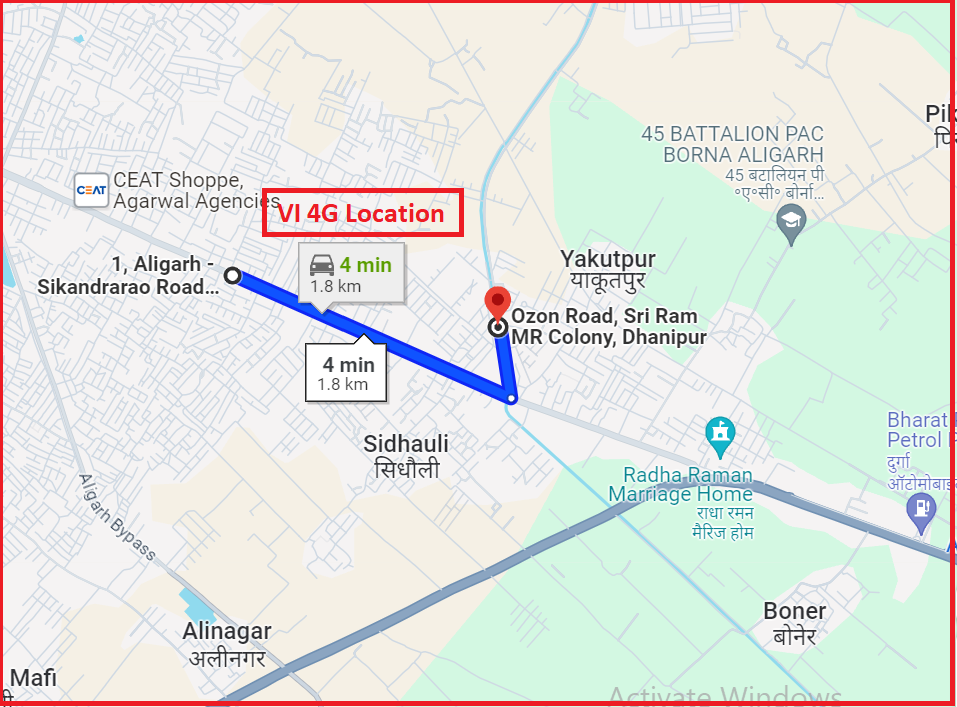 45 BATTALION PAC
BORNA ALIGARH
45 बटालियन पी
॰ए॰सी॰ बोर्ना...
CEAT
CEAT Shoppe,
Agarwal Agencies
VI 4G Location
4 min
1.8 km
1, Aligarh -
Sikandrarao Road...
Yakutpur
याकूतपुर
Ozon Road, Sri Ram
MR Colony, Dhanipur
4 min
1.8 km
Sidhauli
सिधौली
Bharat
Petrol
दुर्गा
Radha Raman
Marriage Home
राधा रमन
मैरिज होम
Aligarh Bypass
Boner
बोनेर
Alinagar
अलीनगर
Mafi
Activate Windows